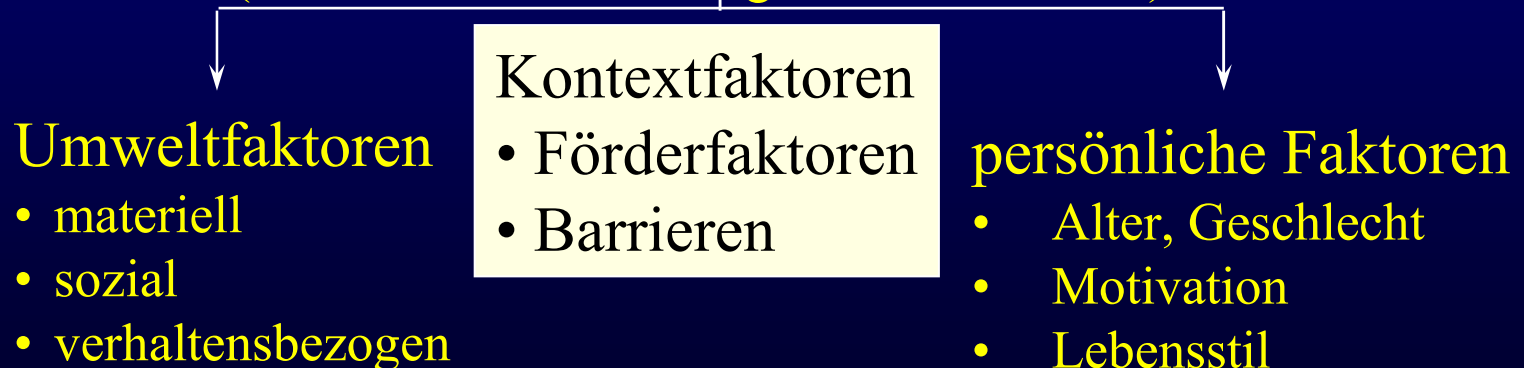 Umweltfaktoren
• materiell
• sozial
• verhaltensbezogen
Kontextfaktoren
• Förderfaktoren
• Barrieren
persönliche Faktoren
• Alter, Geschlecht
• Motivation
• Lebensstil